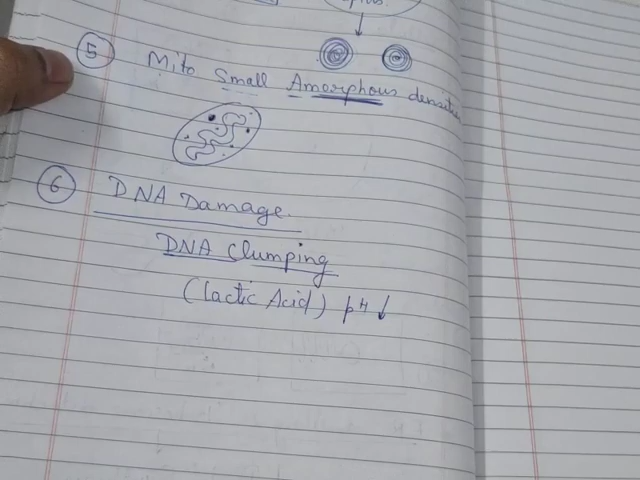 5 Mito Small Amorphous
6 DNA Damage.
DNA Clumping
(Lactic Acid) pH ↓